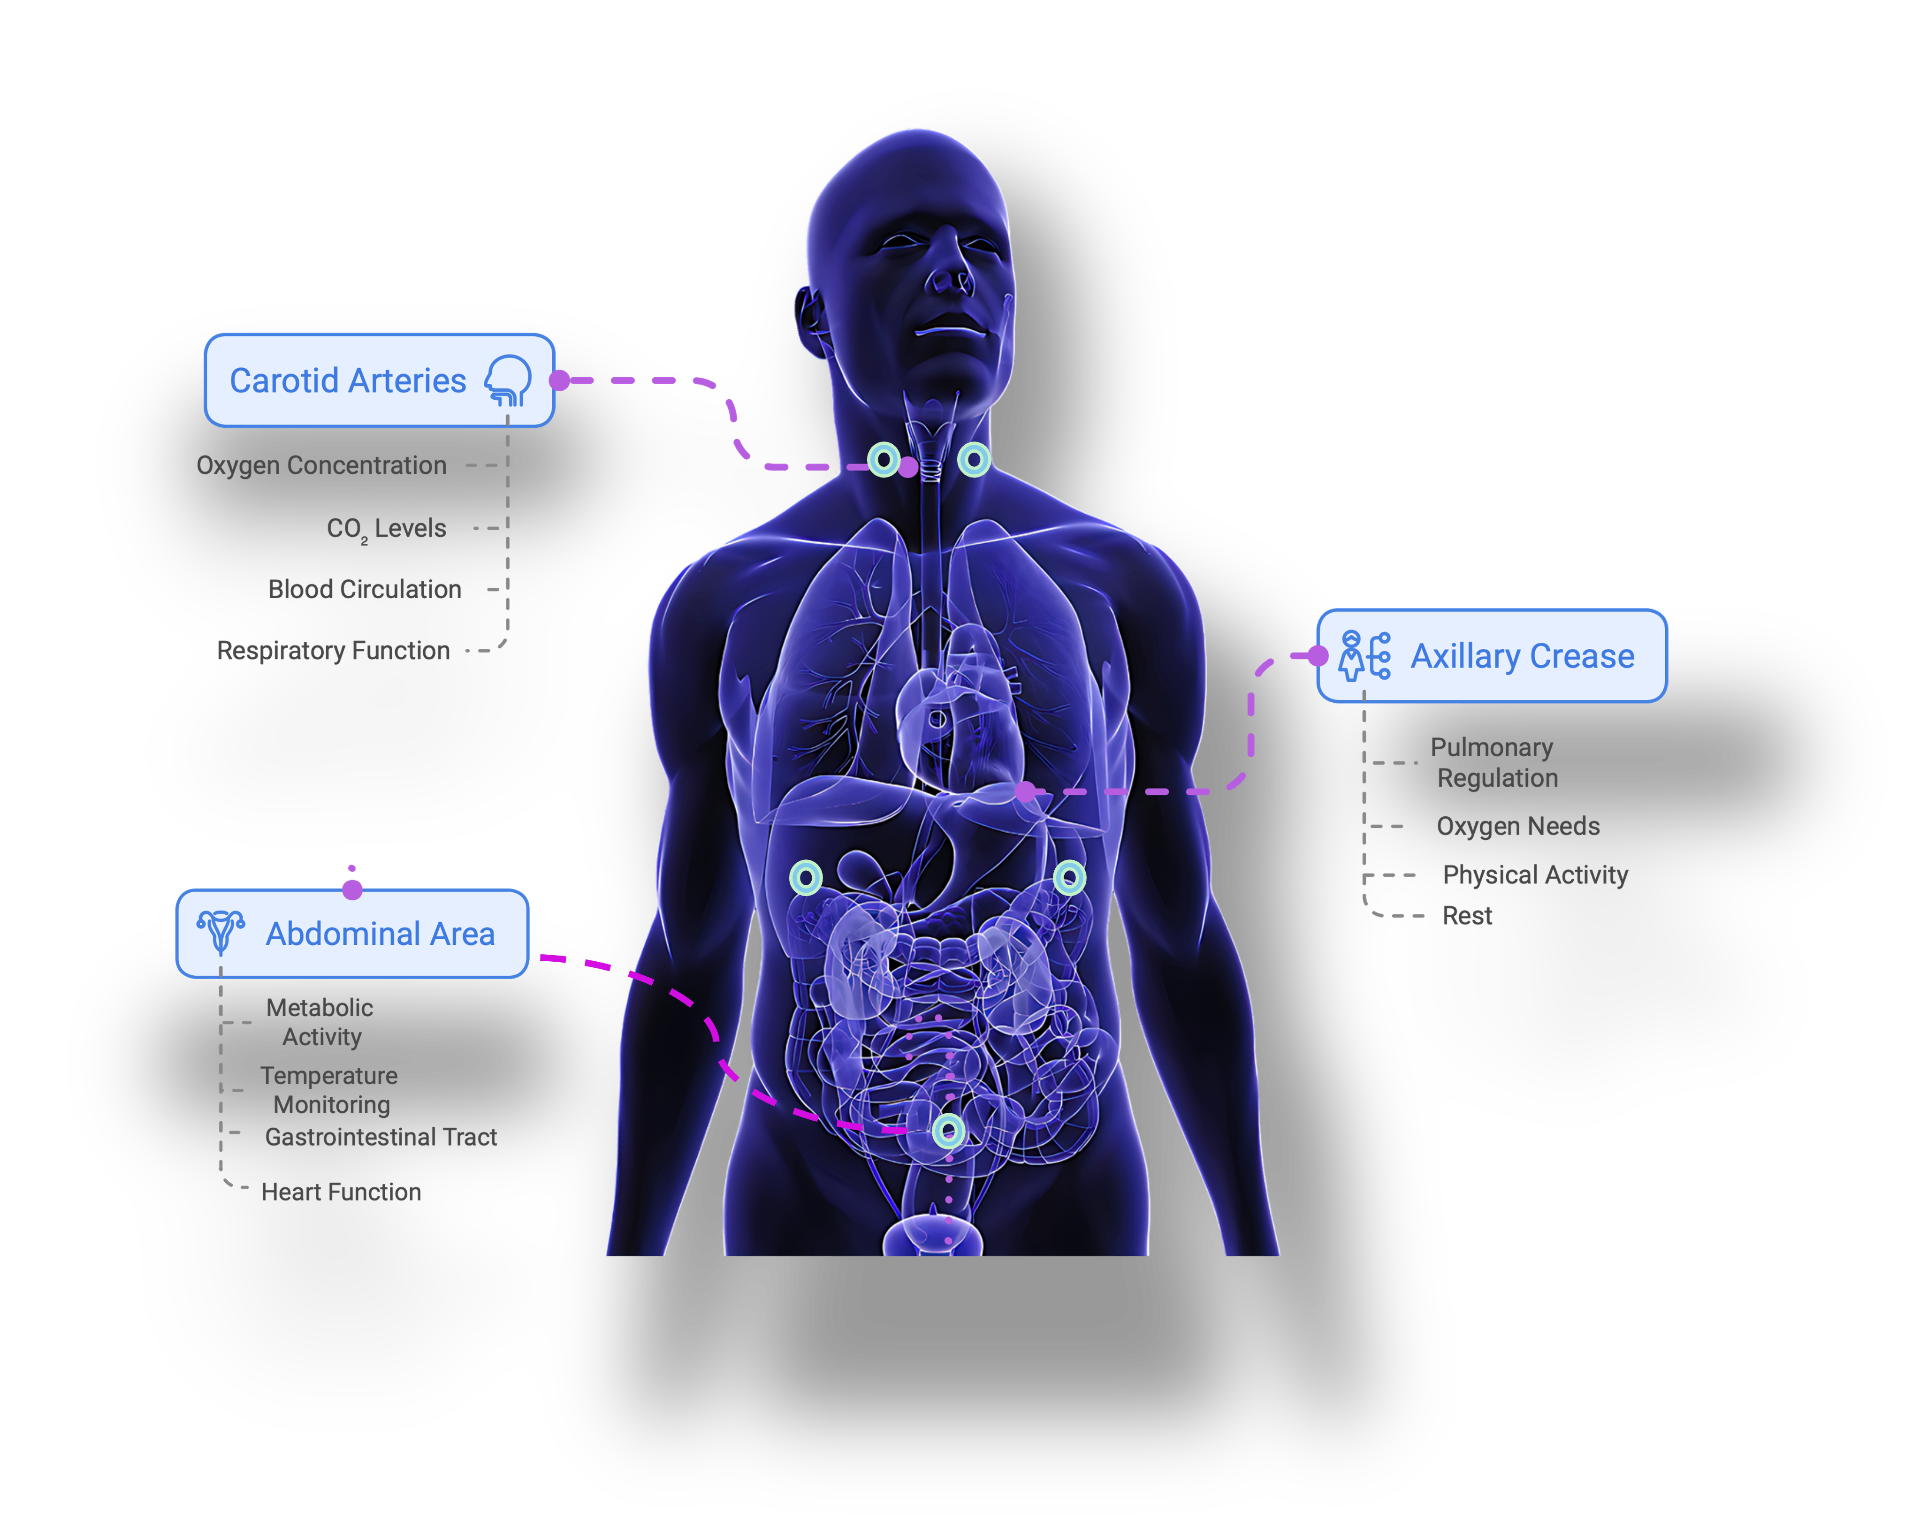 Carotid Arteries
Oxygen Concentration
CO₂ Levels
Blood Circulation
Respiratory Function
Axillary Crease
Pulmonary
Regulation
Oxygen Needs
Physical Activity
Rest
Abdominal Area
Metabolic
Activity
Temperature
Monitoring
Gastrointestinal Tract
Heart Function